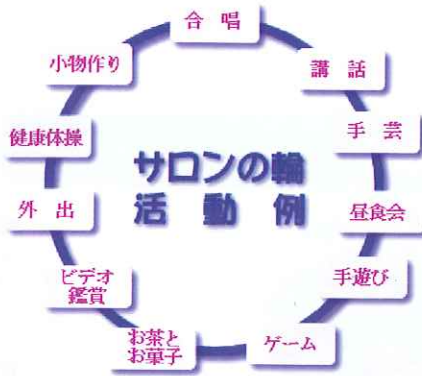 合唱
講話
手芸
昼食会
手遊び
ゲーム
お茶と
お菓子
ビデオ
鑑賞
外出
健康体操
小物作り
サロンの輪
活動例